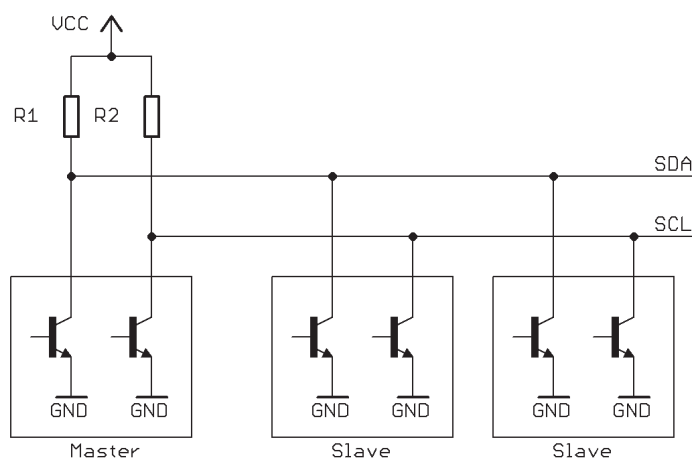 VCC
R1 R2
SDA
SCL
GND GND GND GND GND GND
Master Slave Slave